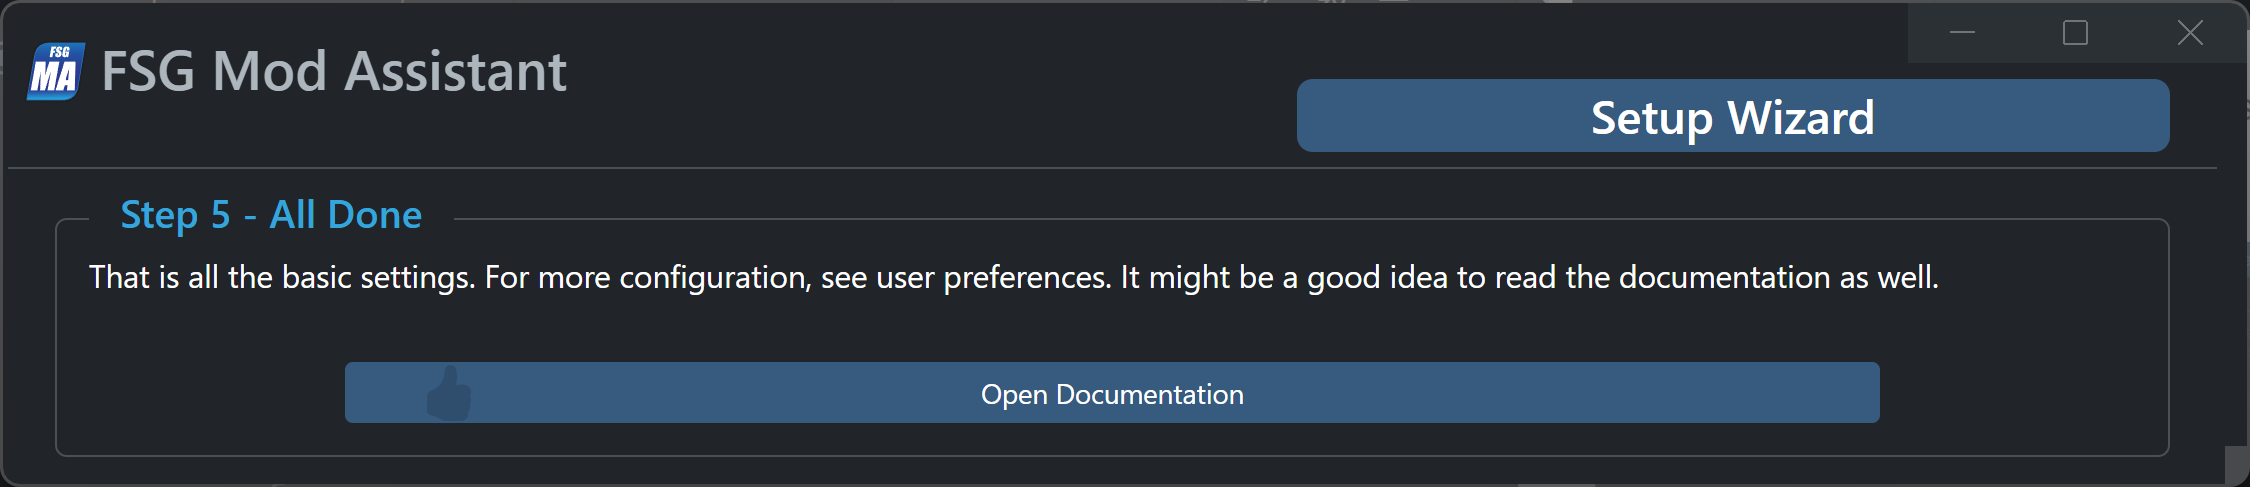 FSG
MA
FSG Mod Assistant
Setup Wizard
Step 5 - All Done
That is all the basic settings. For more configuration, see user preferences. It might be a good idea to read the documentation as well.
Open Documentation